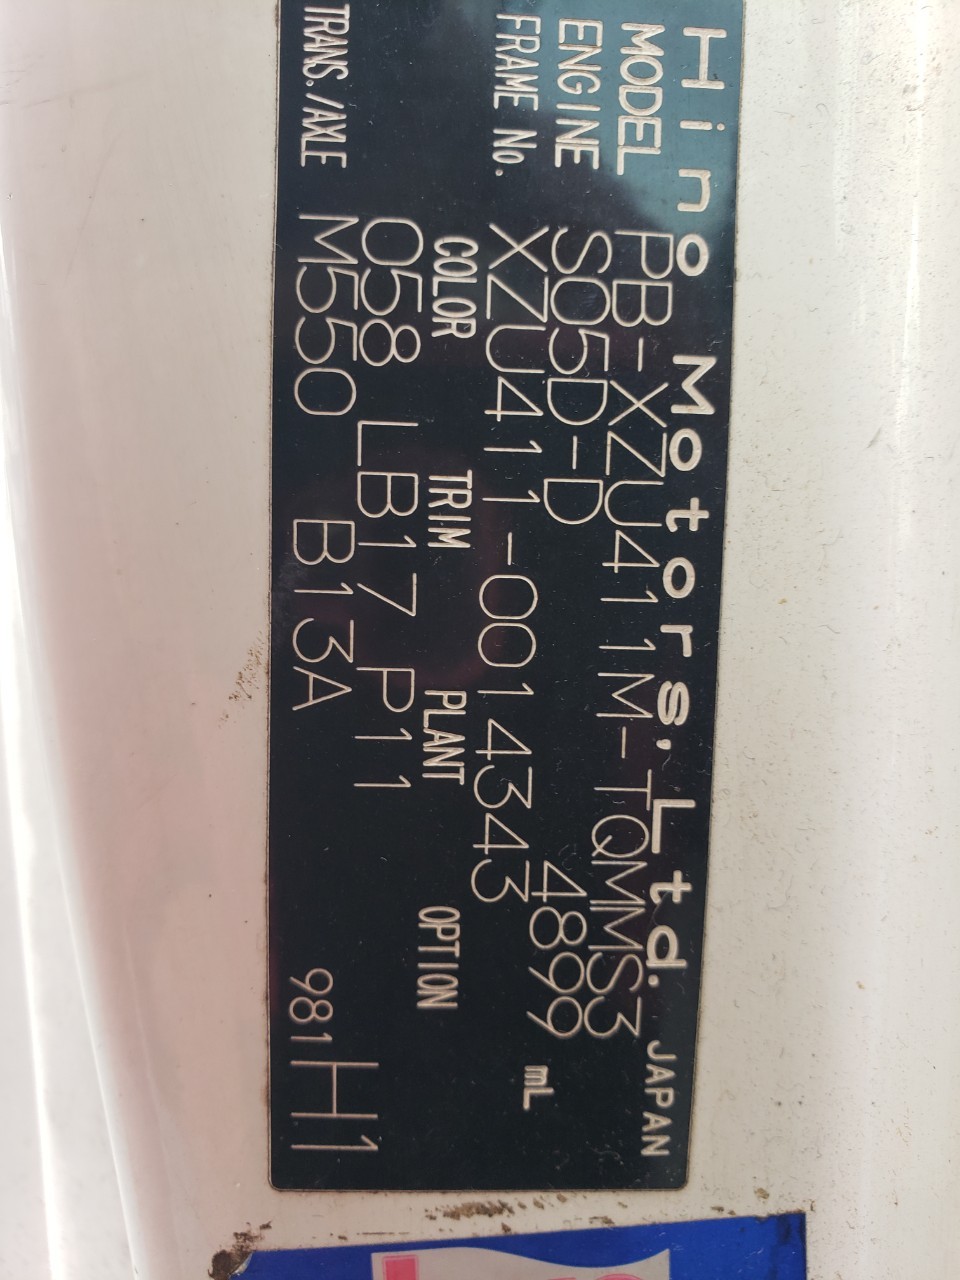 Hino Motors, Ltd. JAPAN
MODEL PB-XZU411M-TQMMS3
ENGINE S05D-D 4899 mL
FRAME No. XZU411-0014343
COLOR TRIM PLANT OPTION
058 LB17 P11
TRANS./AXLE M550 B13A 981H1